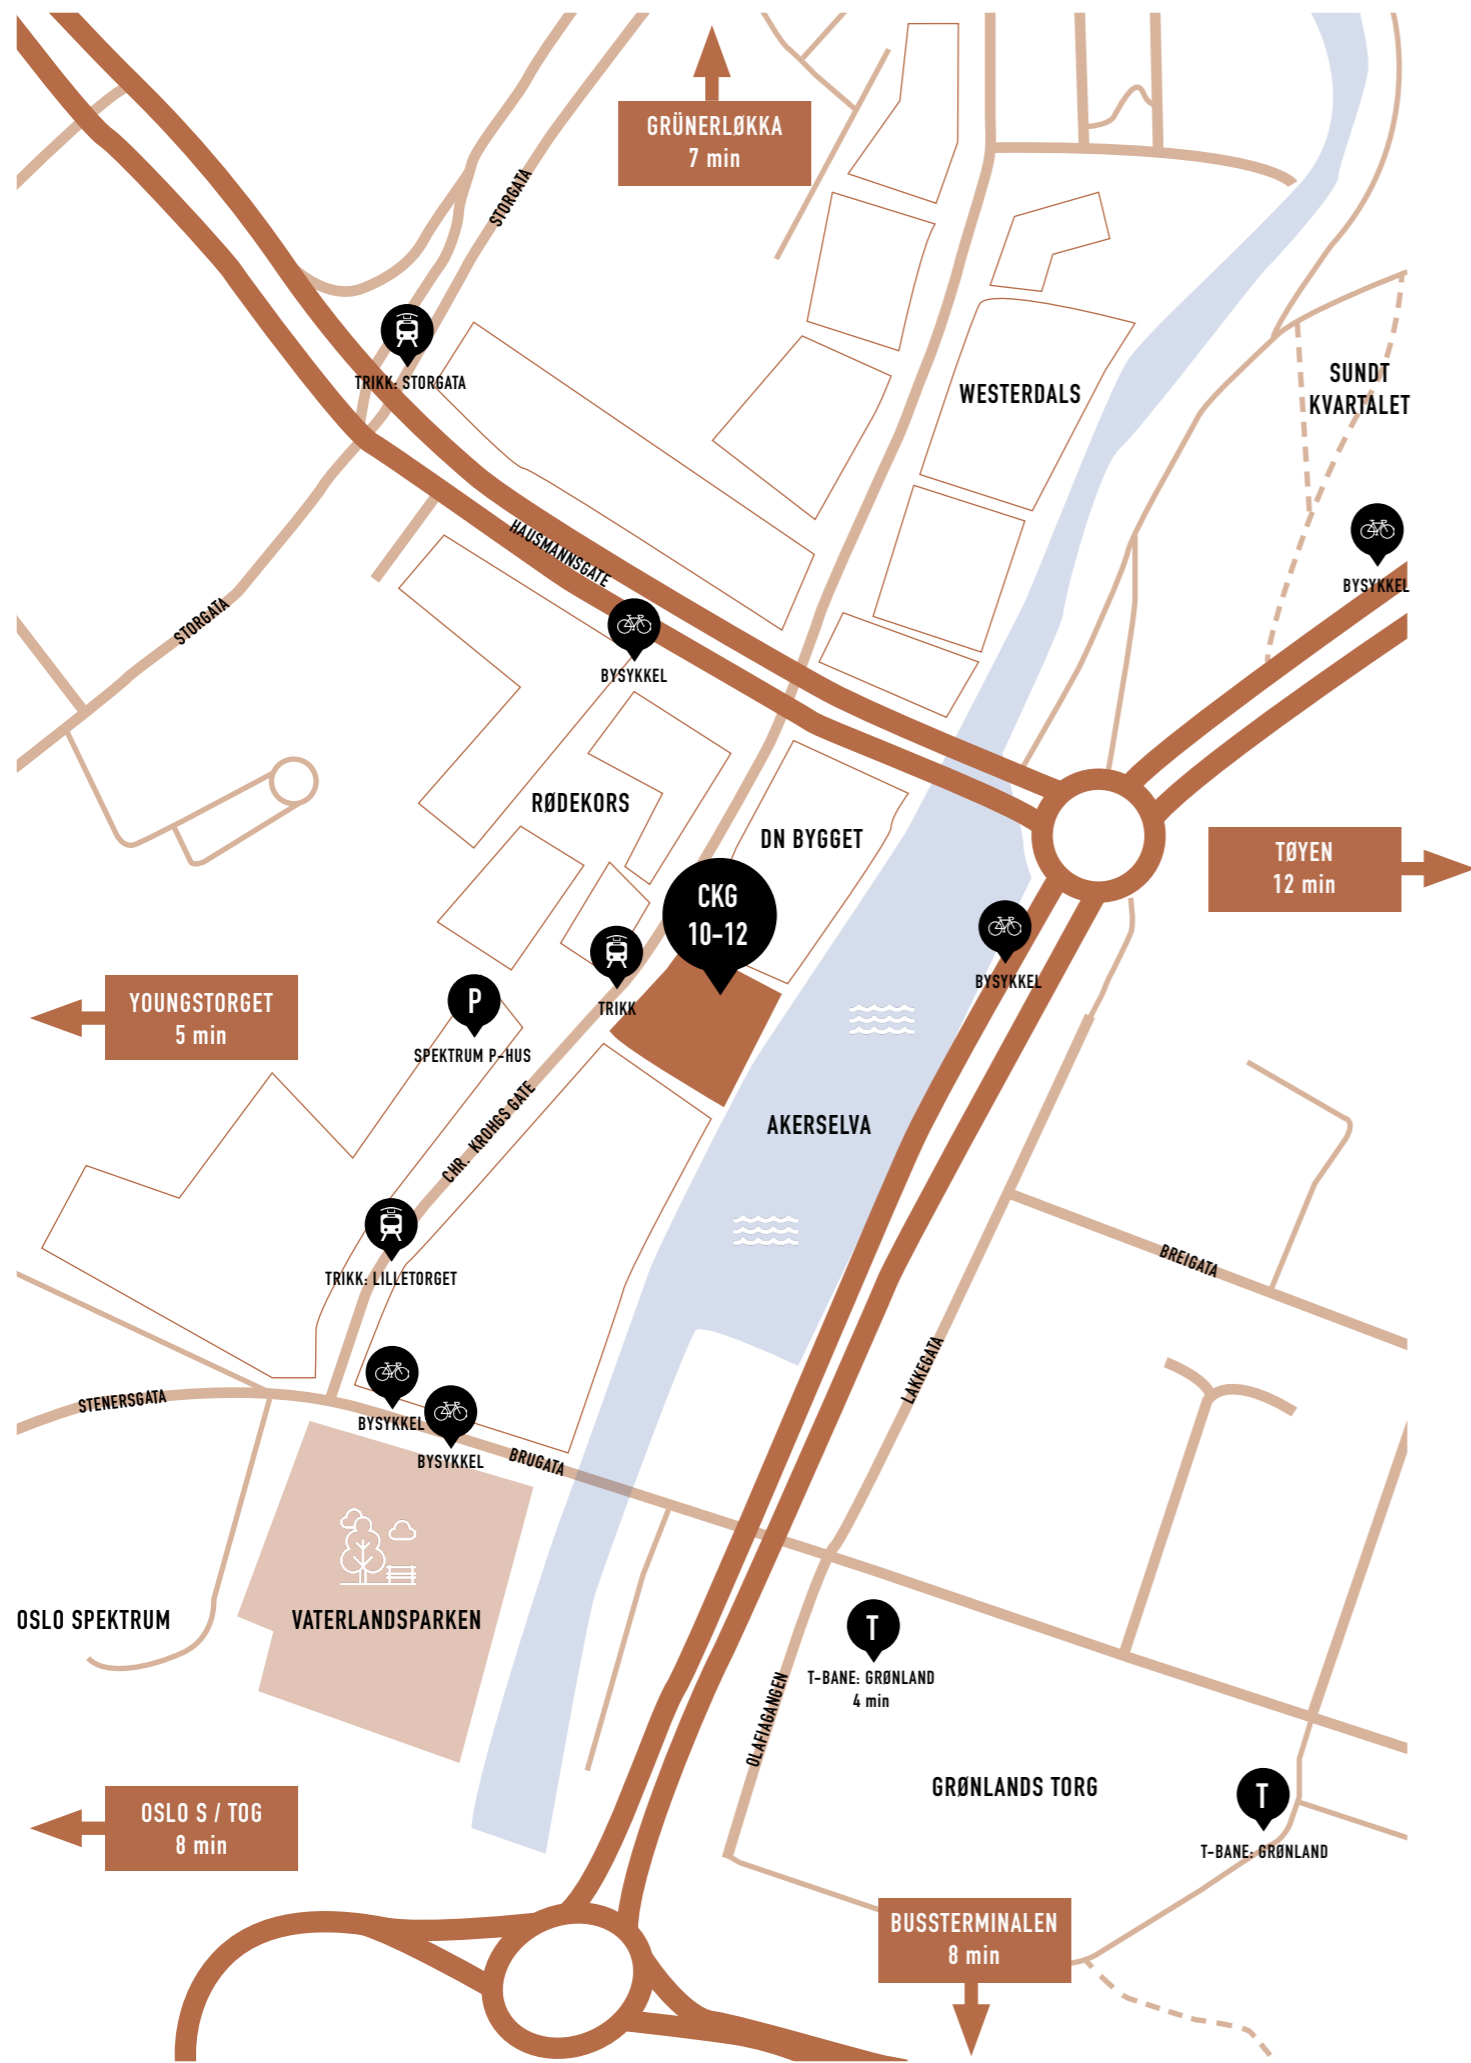 GRÜNERLØKKA
7 min
STORGATA
TRIKK: STORGATA
WESTERDALS
SUNDT
KVARTALET
HAUSMANNSGATE
BYSYKKEL
STORGATA
BYSYKKEL
RØDEKORS
DN BYGGET
TØYEN
12 min
CKG
10-12
BYSYKKEL
YOUNGSTORGET
5 min
P
SPEKTRUM P-HUS
TRIKK
CHR. KROHGS GATE
AKERSELVA
TRIKK: LILLETORGET
BREIGATA
LAKKEGATA
STENERSGATA
BYSYKKEL
BYSYKKEL
BRUGATA
OSLO SPEKTRUM
VATERLANDSPARKEN
T
T-BANE: GRØNLAND
4 min
OLAFIAGANGEN
GRØNLANDS TORG
T
T-BANE: GRØNLAND
OSLO S / TOG
8 min
BUSSTERMINALEN
8 min